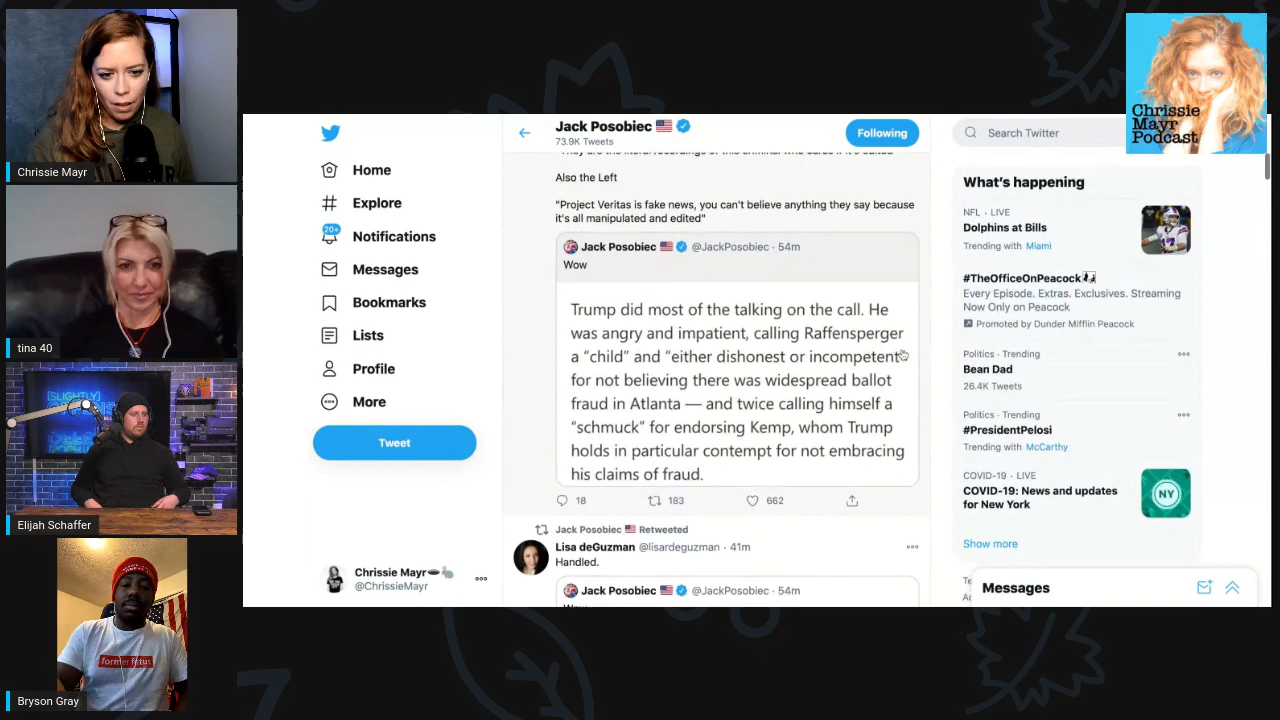 Chrissie Mayr
tina 40
[SLIGHTLY
Elijah Schaffer
former fetus
Bryson Gray
Home
Explore
20+
Notifications
Messages
Bookmarks
Lists
Profile
More
Tweet
Chrissie Mayr
@ChrissieMayr
Jack Posobiec
73.9K Tweets
Following
Also the Left
"Project Veritas is fake news, you can't believe anything they say because
it's all manipulated and edited"
Jack Posobiec @JackPosobiec · 54m
Wow
Trump did most of the talking on the call. He
was angry and impatient, calling Raffensperger
a “child” and “either dishonest or incompetent”
for not believing there was widespread ballot
fraud in Atlanta — and twice calling himself a
“schmuck” for endorsing Kemp, whom Trump
holds in particular contempt for not embracing
his claims of fraud.
18 183 662
Jack Posobiec Retweeted
Lisa deGuzman @lisardeguzman · 41m
Handled.
Jack Posobiec @JackPosobiec · 54m
Search Twitter
What's happening
NFL · LIVE
Dolphins at Bills
Trending with Miami
#TheOfficeOnPeacock
Every Episode. Extras. Exclusives. Streaming
Now Only on Peacock
Promoted by Dunder Mifflin Peacock
Politics · Trending
Bean Dad
26.4K Tweets
Politics · Trending
#PresidentPelosi
Trending with McCarthy
COVID-19 · LIVE
COVID-19: News and updates
for New York
NY
Show more
Messages
Chrissie
Mayr
Podcast